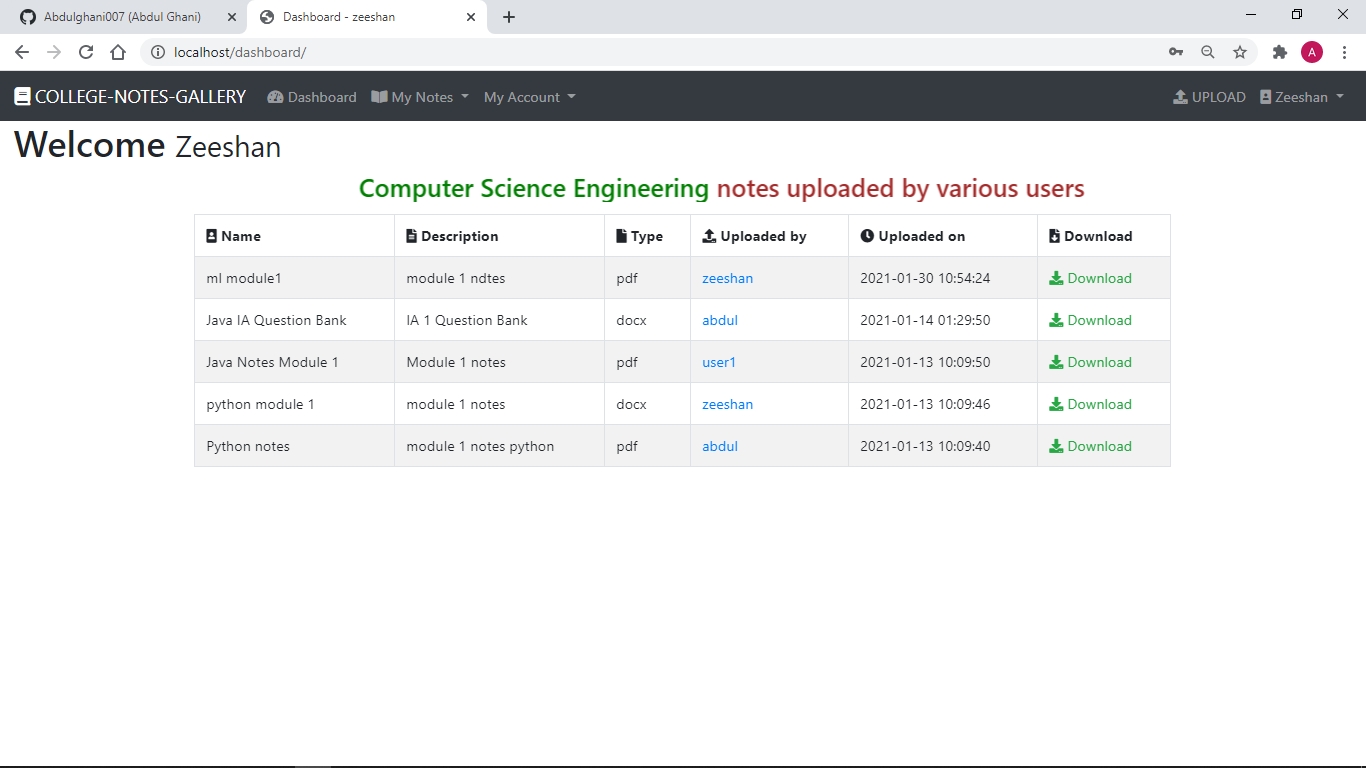 Abdulghani007 (Abdul Ghani)
Dashboard - zeeshan
localhost/dashboard/
A
COLLEGE-NOTES-GALLERY Dashboard My Notes My Account UPLOAD Zeeshan
Welcome Zeeshan
Computer Science Engineering notes uploaded by various users
Name Description Type Uploaded by Uploaded on Download
ml module1 module 1 ndtes pdf zeeshan 2021-01-30 10:54:24 Download
Java IA Question Bank IA 1 Question Bank docx abdul 2021-01-14 01:29:50 Download
Java Notes Module 1 Module 1 notes pdf user1 2021-01-13 10:09:50 Download
python module 1 module 1 notes docx zeeshan 2021-01-13 10:09:46 Download
Python notes module 1 notes python pdf abdul 2021-01-13 10:09:40 Download